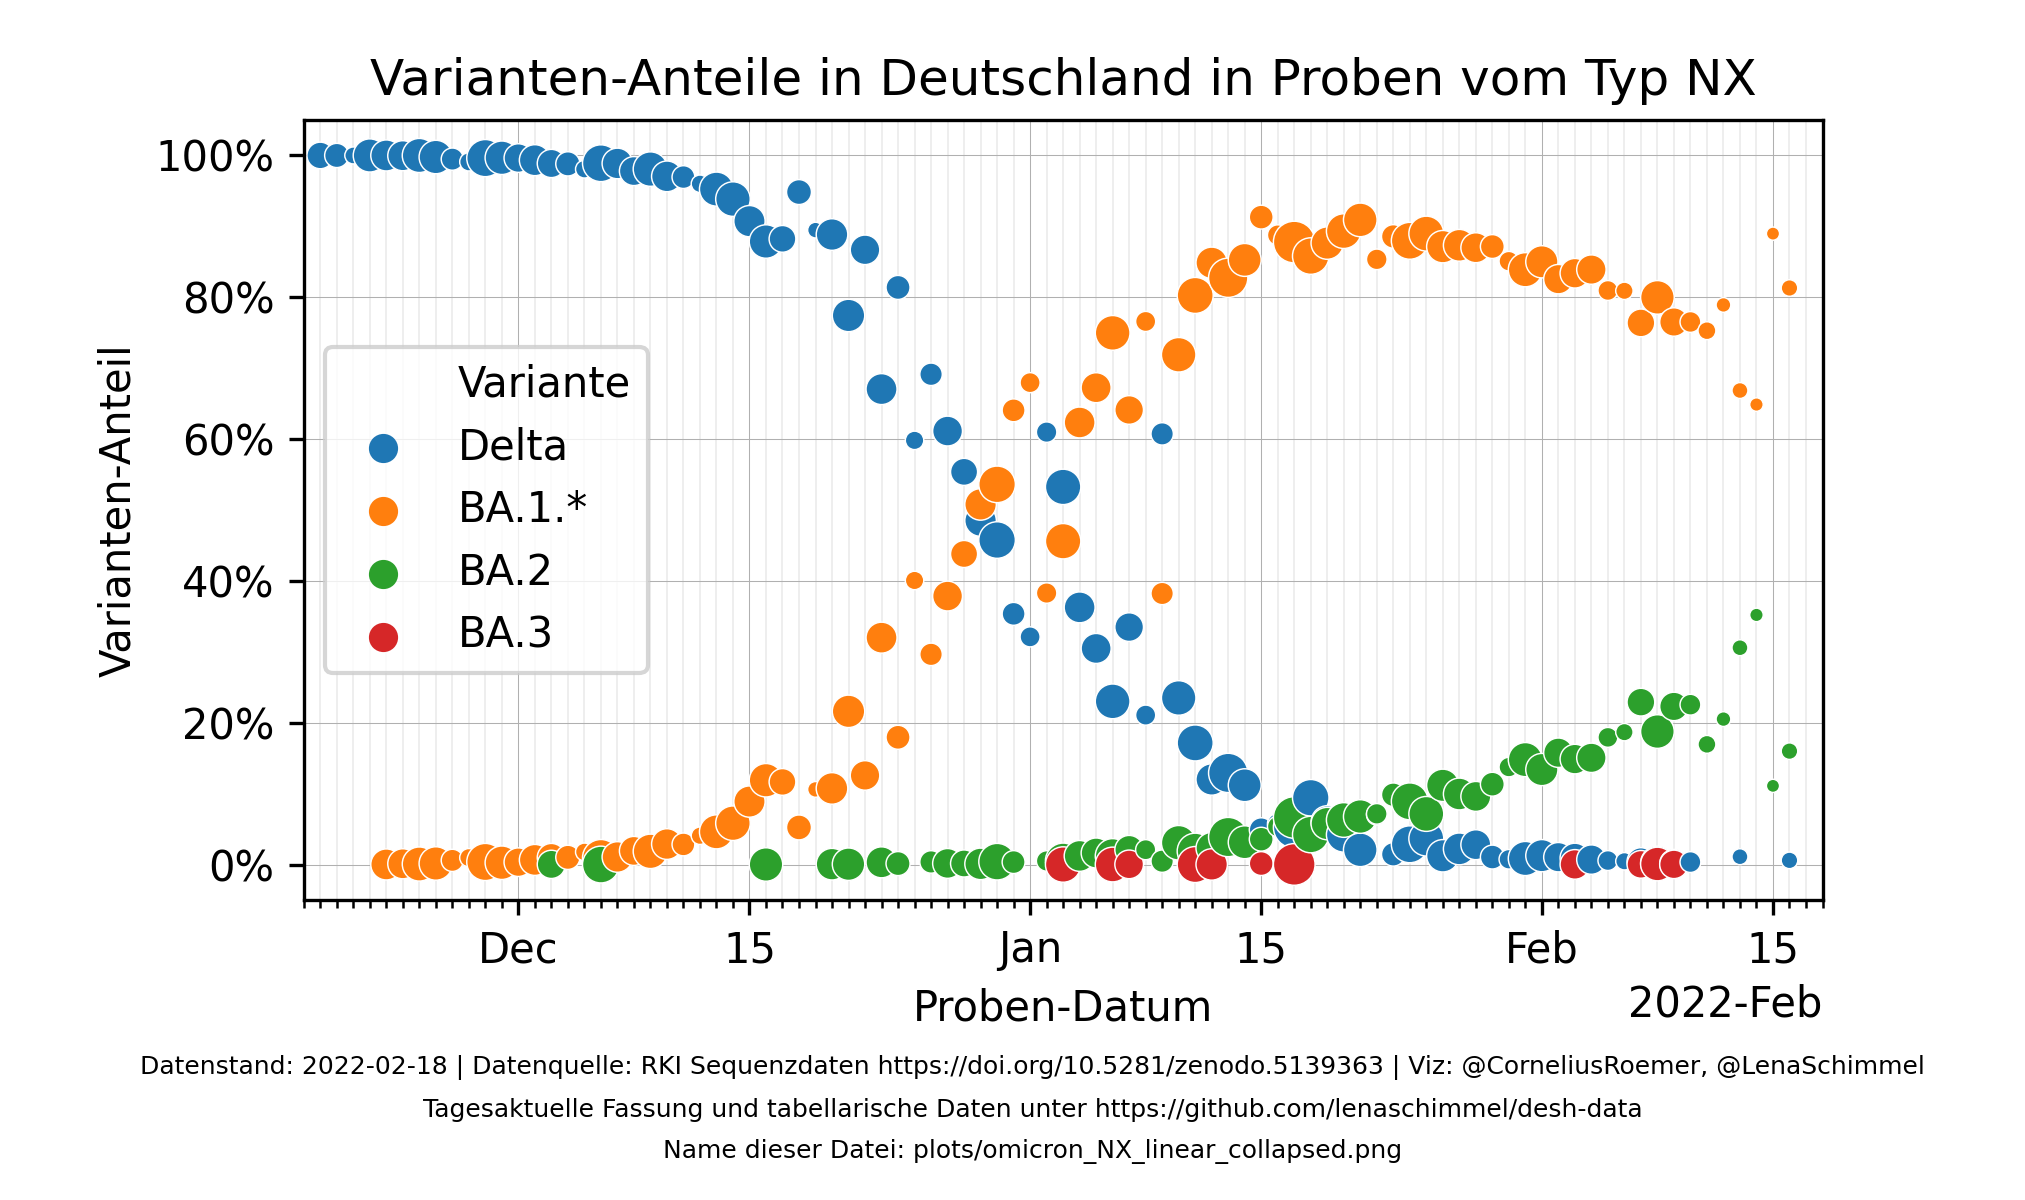 Varianten-Anteile in Deutschland in Proben vom Typ NX
Varianten-Anteil
100%
80%
60%
40%
20%
0%
Variante
Delta
BA.1.*
BA.2
BA.3
Dec
15
Jan
15
Feb
15
Proben-Datum
2022-Feb
Datenstand: 2022-02-18 | Datenquelle: RKI Sequenzdaten https://doi.org/10.5281/zenodo.5139363 | Viz: @CorneliusRoemer, @LenaSchimmel
Tagesaktuelle Fassung und tabellarische Daten unter https://github.com/lenaschimmel/desh-data
Name dieser Datei: plots/omicron_NX_linear_collapsed.png